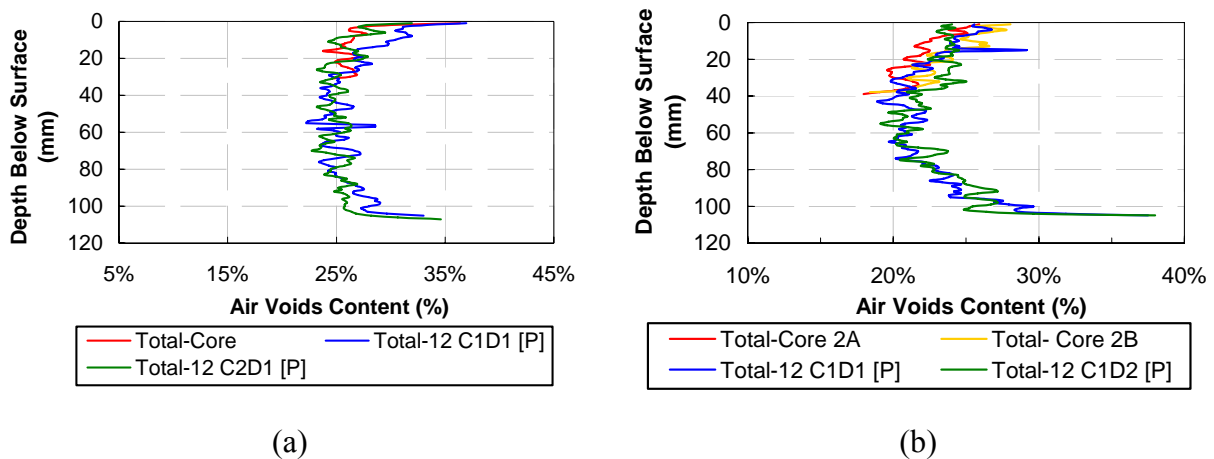 Depth Below Surface
(mm)
0
20
40
60
80
100
120
5% 15% 25% 35% 45%
Air Voids Content (%)
Total-Core Total-12 C1D1 [P]
Total-12 C2D1 [P]
(a)
Depth Below Surface
(mm)
0
20
40
60
80
100
120
10% 20% 30% 40%
Air Voids Content (%)
Total-Core 2A Total- Core 2B
Total-12 C1D1 [P] Total-12 C1D2 [P]
(b)